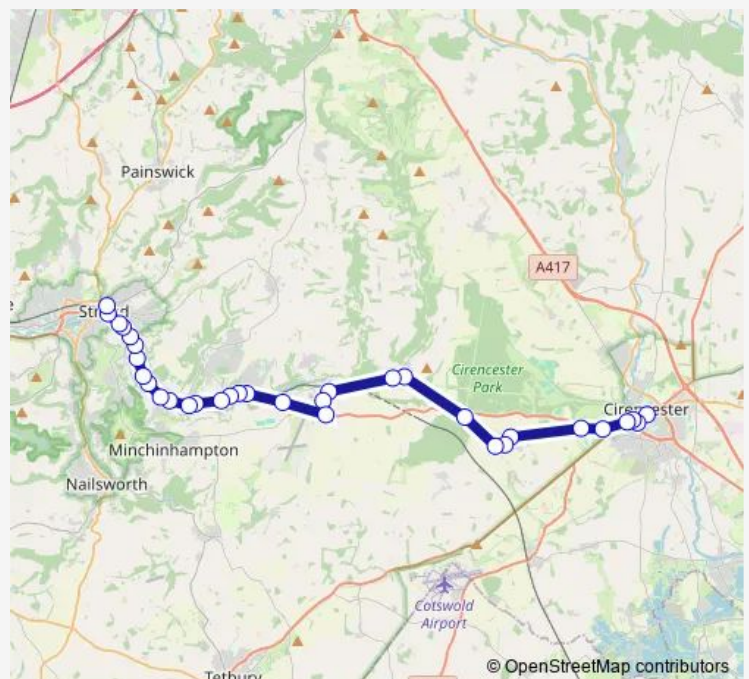 Painswick
A417
Cirencester
Park
Minchinhampton
Nailsworth
Cotswold
Airport
© OpenStreetMap contributors